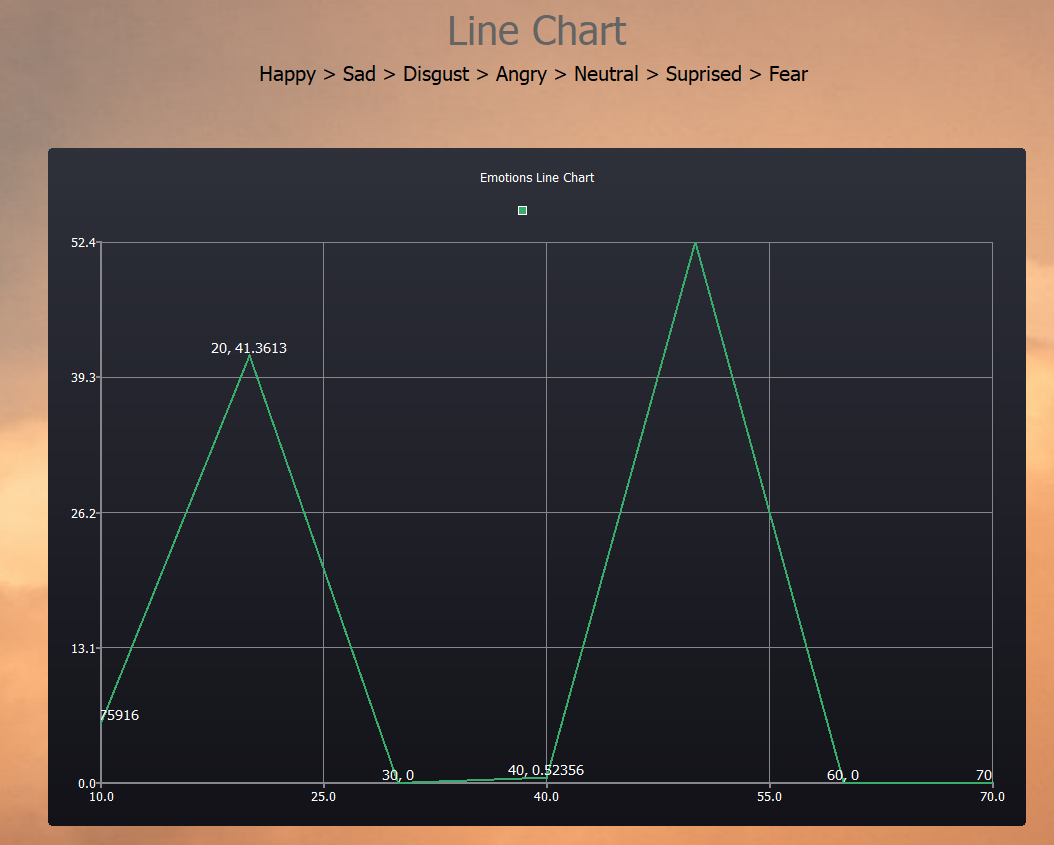 Line Chart
Happy > Sad > Disgust > Angry > Neutral > Suprised > Fear
Emotions Line Chart
52.4
20, 41.3613
39.3
26.2
13.1
75916
40, 0.52356
30, 0
60, 0
70
0.0
10.0 25.0 40.0 55.0 70.0